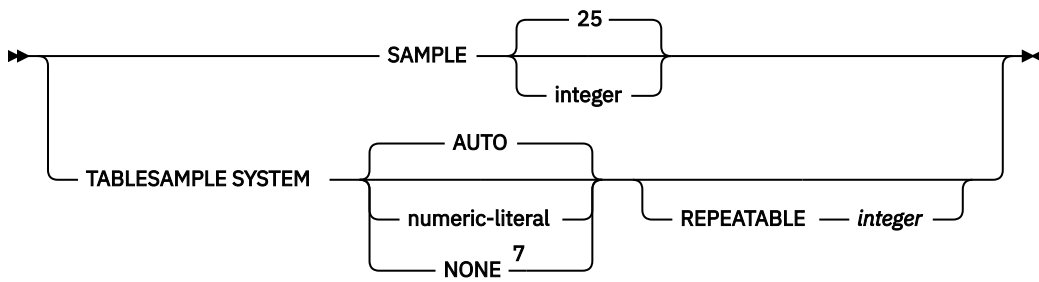 25
SAMPLE
integer
AUTO
TABLESAMPLE SYSTEM
numeric-literal
REPEATABLE integer
NONE 7